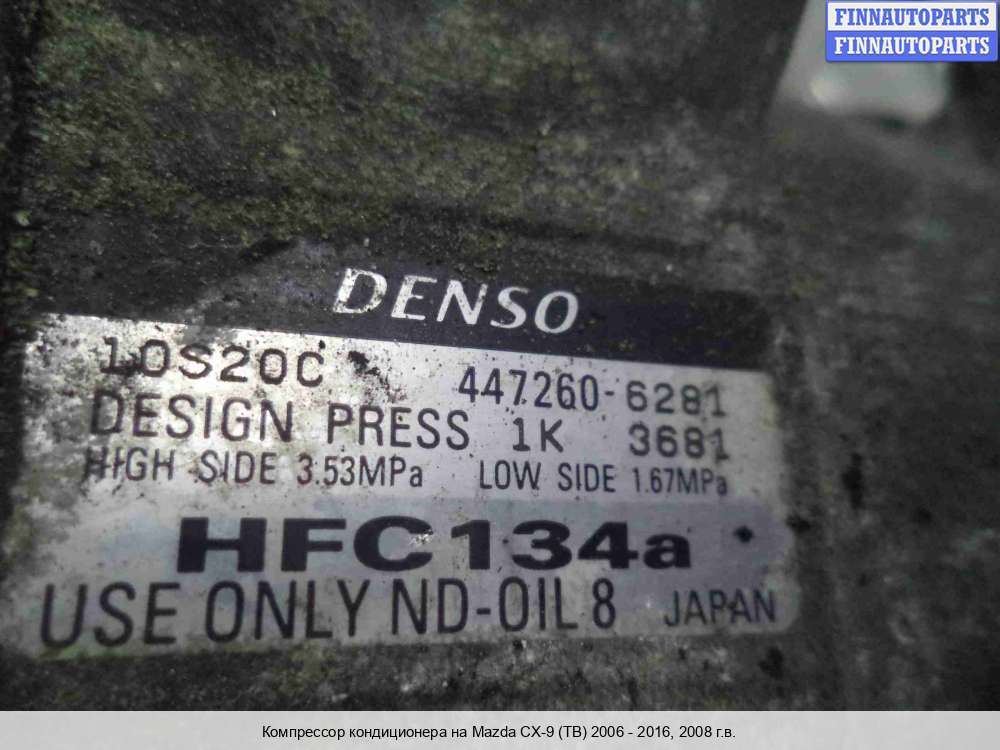 FINNAUTOPARTS
FINNAUTOPARTS
DENSO
10S20C 447260-6281
DESIGN PRESS 1K 3681
HIGH SIDE 3.53MPa LOW SIDE 1.67MPa
HFC134a
USE ONLY ND-OIL 8 JAPAN
Компрессор кондиционера на Mazda CX-9 (TB) 2006 - 2016, 2008 г.в.